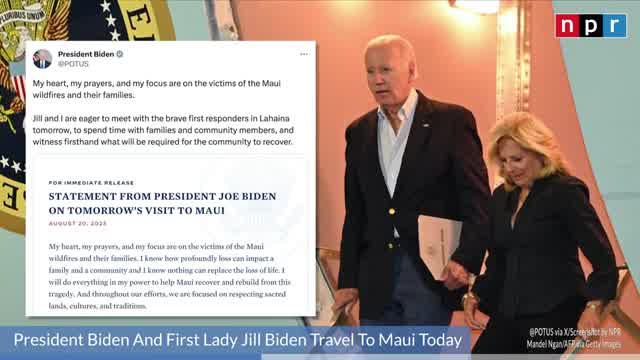 PLURIBUS
npr
President Biden
@POTUS
My heart, my prayers, and my focus are on the victims of the Maui
wildfires and their families.
Jill and I are eager to meet with the brave first responders in Lahaina
tomorrow, to spend time with families and community members, and
witness firsthand what will be required for the community to recover.
FOR IMMEDIATE RELEASE
STATEMENT FROM PRESIDENT JOE BIDEN
ON TOMORROW'S VISIT TO MAUI
AUGUST 20, 2023
My heart, my prayers, and my focus are on the victims of the Maui
wildfires and their families. I know how profoundly loss can impact a
family and a community and I know nothing can replace the loss of life. I
will do everything in my power to help Maui recover and rebuild from this
tragedy. And throughout our efforts, we are focused on respecting sacred
lands, cultures, and traditions.
@POTUS via X/Screenshot by NPR
Mandel Ngan/AFP via Getty Images
President Biden And First Lady Jill Biden Travel To Maui Today